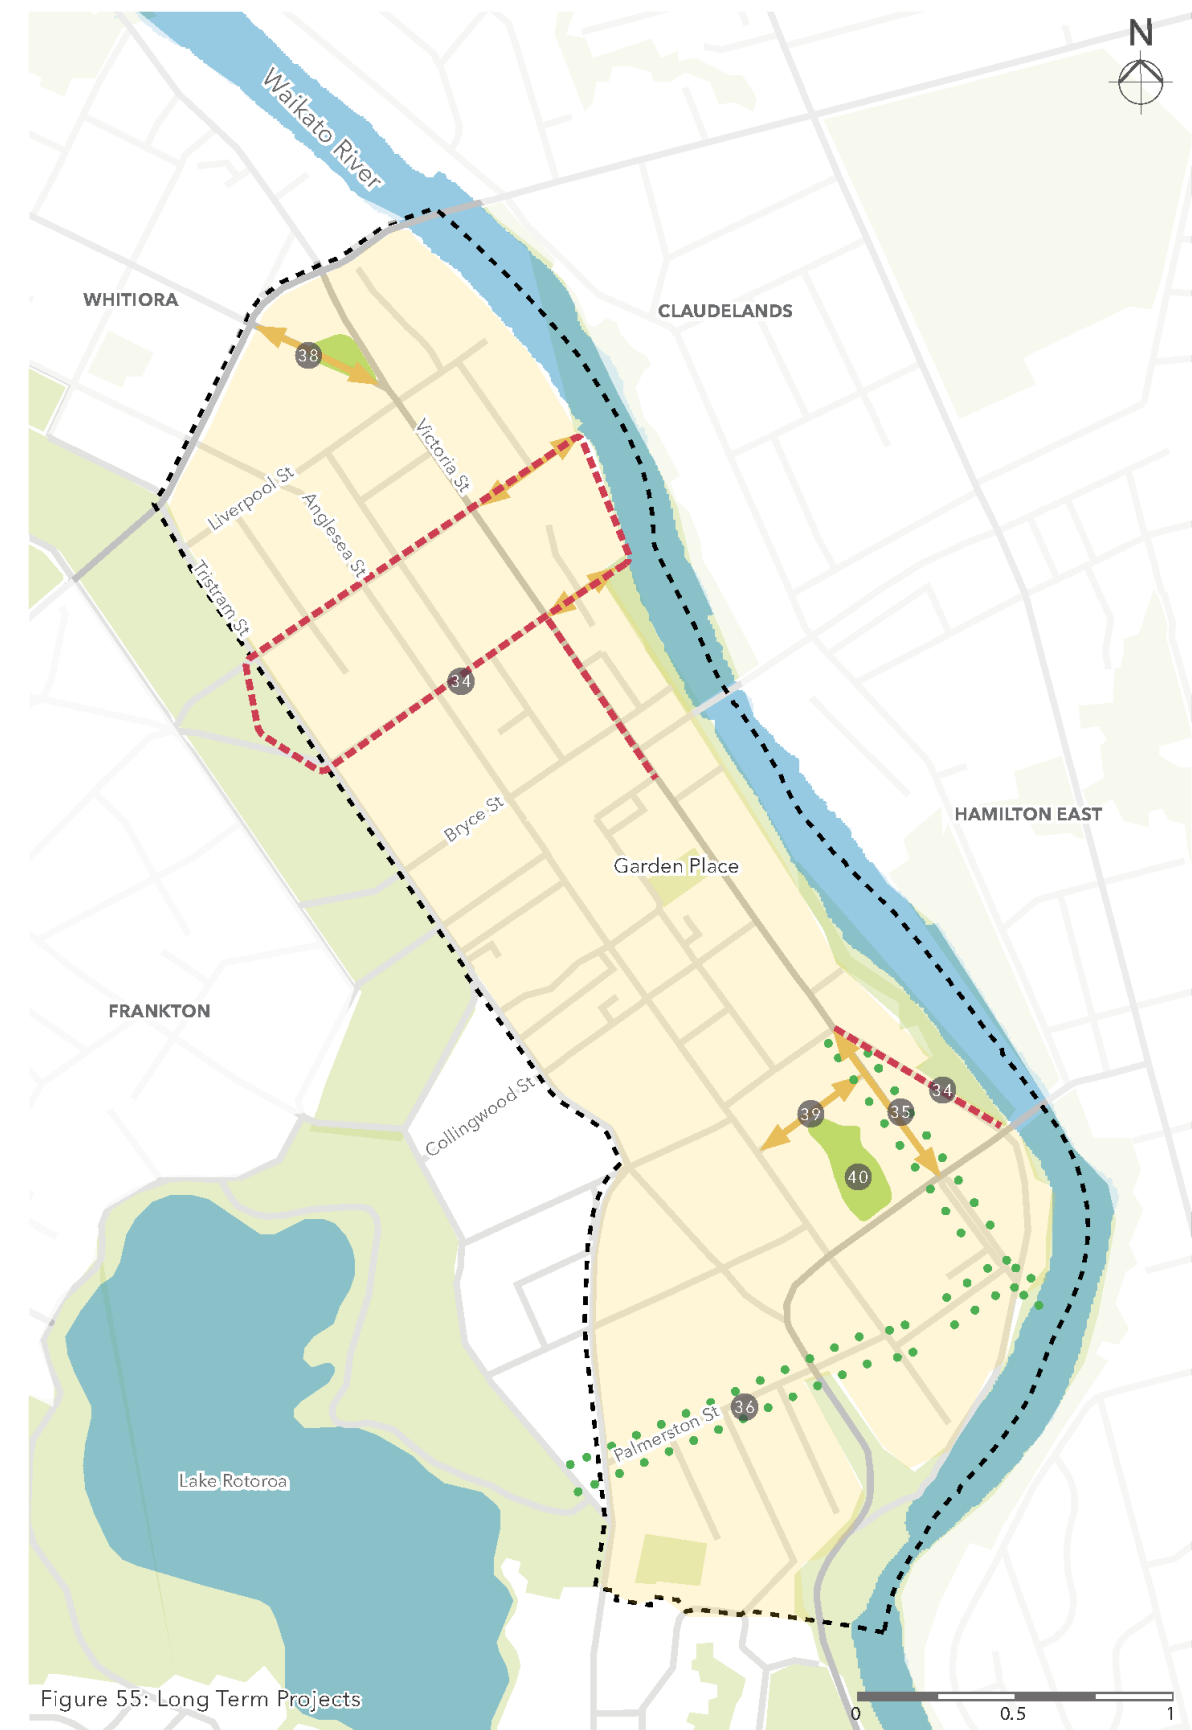 N
Waikato River
WHITIORA
CLAUDELANDS
38
Victoria St
Liverpool St
Anglesea St
Tristram St
34
Bryce St
HAMILTON EAST
Garden Place
FRANKTON
34
39
35
Collingwood St
40
36
Palmerston St
Lake Rotoroa
Figure 55: Long Term Projects
0 0.5 1